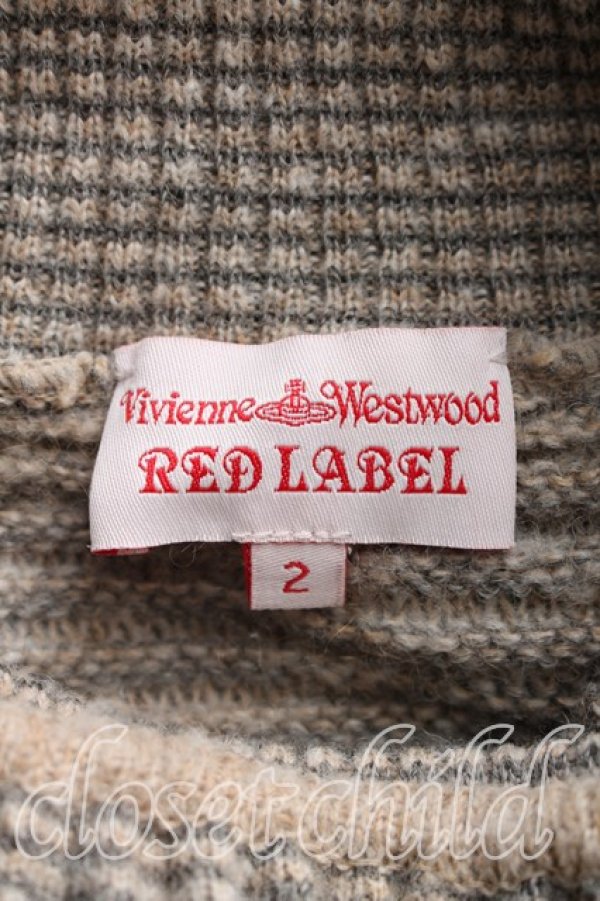 Vivienne Westwood
RED LABEL
2
closet child